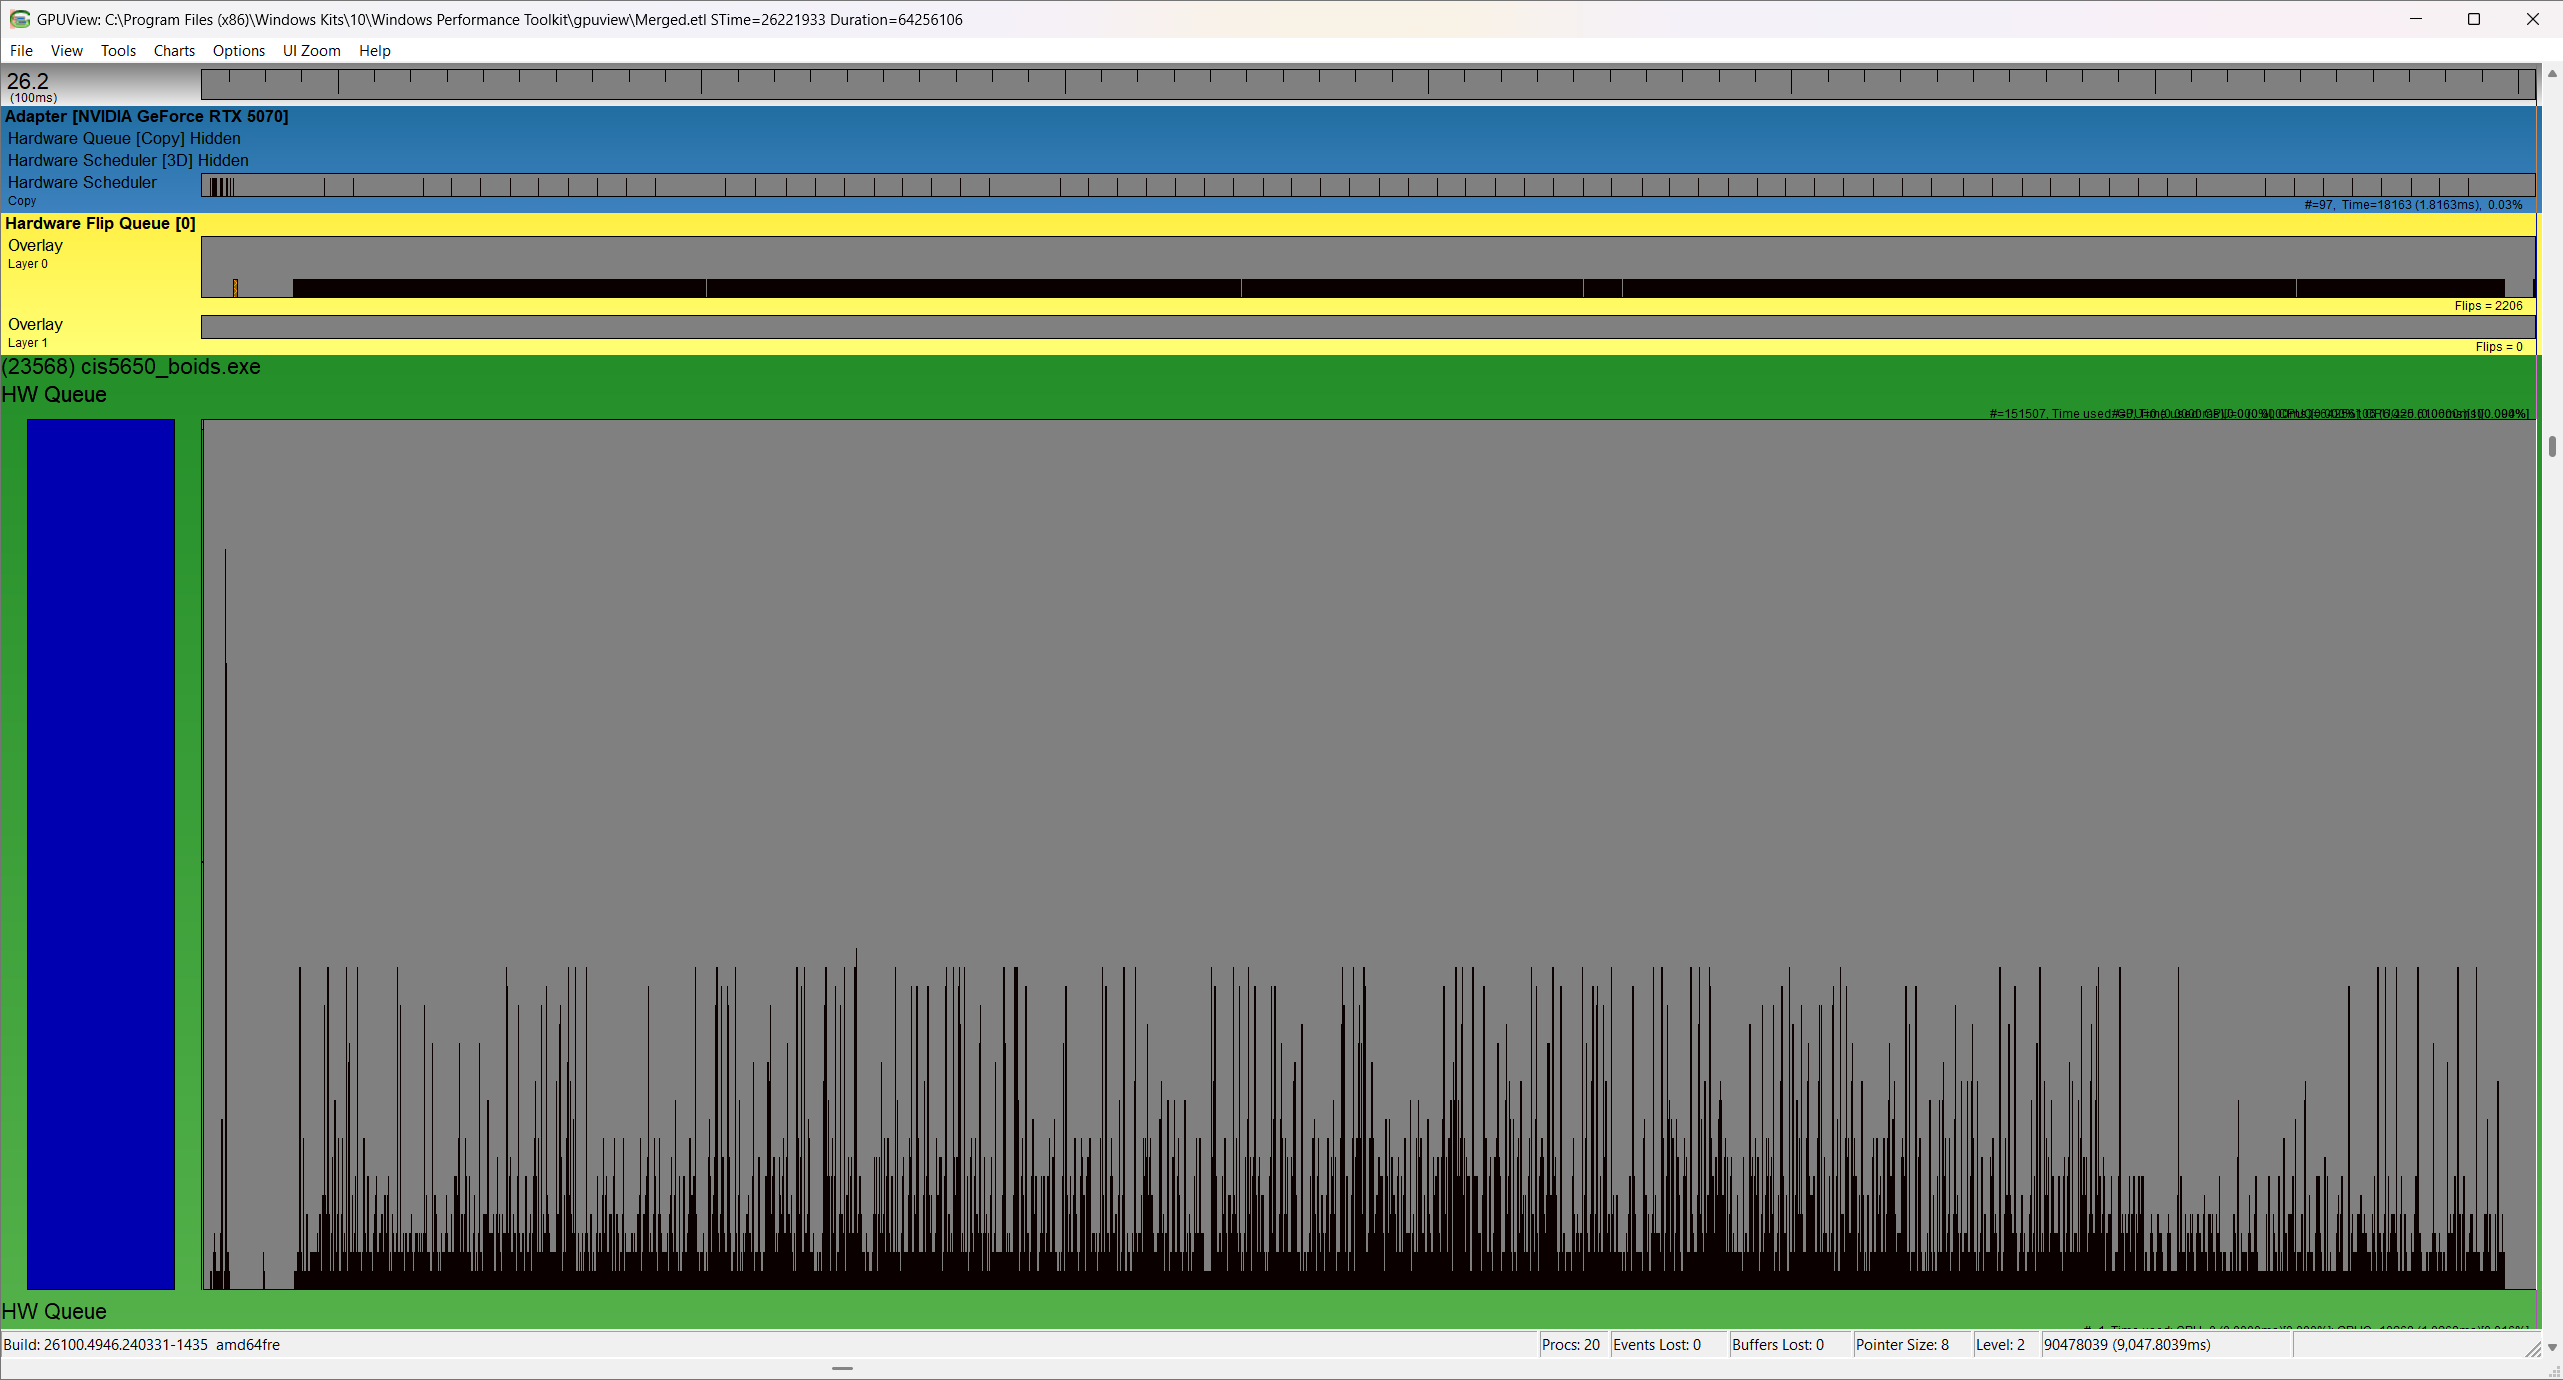 GPUView: C:\Program Files (x86)\Windows Kits\10\Windows Performance Toolkit\gpuview\Merged.etl STime=26221933 Duration=64256106
File View Tools Charts Options UI Zoom Help
26.2
(100ms)
Adapter [NVIDIA GeForce RTX 5070]
Hardware Queue [Copy] Hidden
Hardware Scheduler [3D] Hidden
Hardware Scheduler
Copy
#=97, Time=18163 (1.8163ms), 0.03%
Hardware Flip Queue [0]
Overlay
Layer 0
Flips = 2206
Overlay
Layer 1
Flips = 0
(23568) cis5650_boids.exe
HW Queue
#=151507, Time used:
HW Queue
Build: 26100.4946.240331-1435 amd64fre
Procs: 20
Events Lost: 0
Buffers Lost: 0
Pointer Size: 8
Level: 2
90478039 (9,047.8039ms)